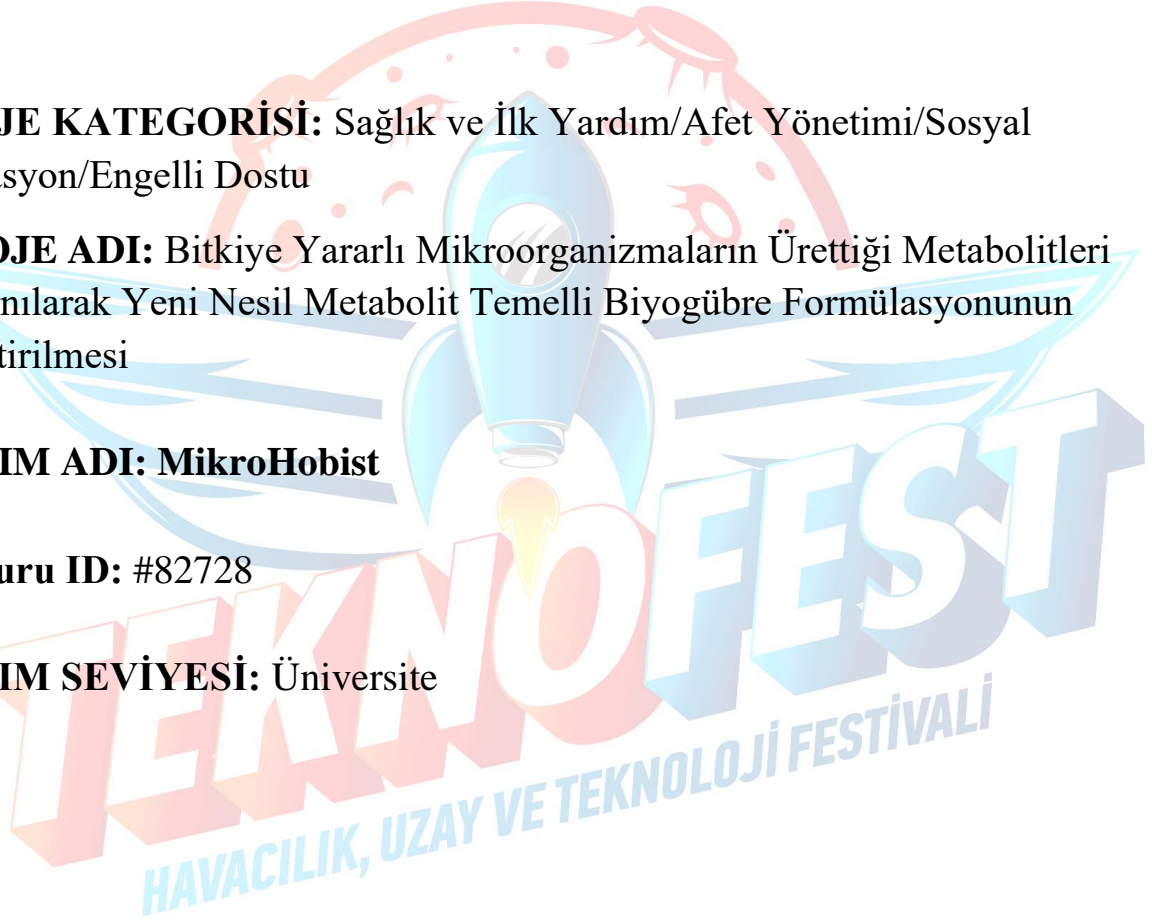 JE KATEGORİSİ: Sağlık ve İlk Yardım/Afet Yönetimi/Sosyal
asyon/Engelli Dostu
OJE ADI: Bitkiye Yararlı Mikroorganizmaların Ürettiği Metabolitleri
nılarak Yeni Nesil Metabolit Temelli Biyogübre Formülasyonunun
tirilmesi
IM ADI: MikroHobist
uru ID: #82728
IM SEVİYESİ: Üniversite
TEKNOFEST
HAVACILIK, UZAY VE TEKNOLOJİ FESTİVALİ